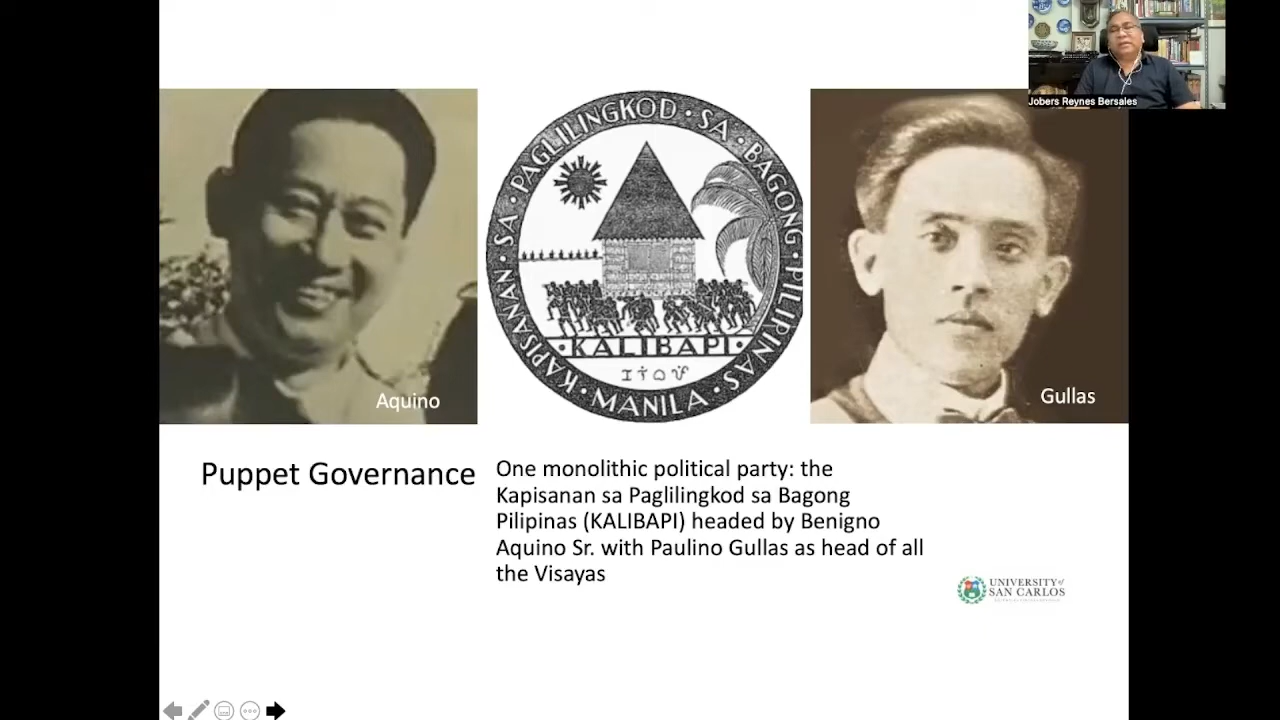 Jobers Reynes Bersales
KAPISANAN · SA · PAGLILINGKOD · SA · BAGONG · PILIPINAS
· KALIBAPI ·
· MANILA ·
Aquino
Gullas
Puppet Governance
One monolithic political party: the
Kapisanan sa Paglilingkod sa Bagong
Pilipinas (KALIBAPI) headed by Benigno
Aquino Sr. with Paulino Gullas as head of all
the Visayas
UNIVERSITY of
SAN CARLOS